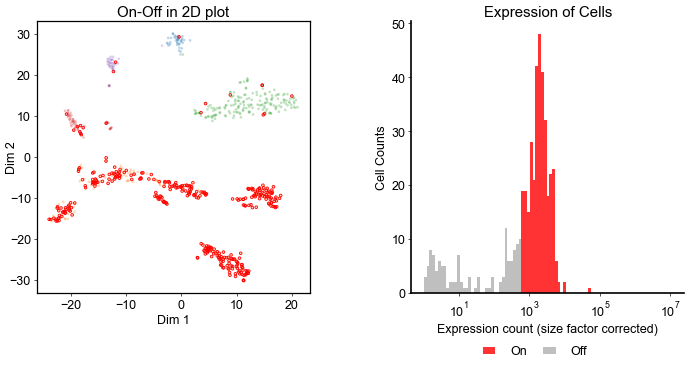 On-Off in 2D plot
30
20
10
0
−10
−20
−30
Dim 2
−20
−10
0
10
20
Dim 1
Expression of Cells
50
40
30
20
10
0
Cell Counts
10^1
10^3
10^5
10^7
Expression count (size factor corrected)
On
Off